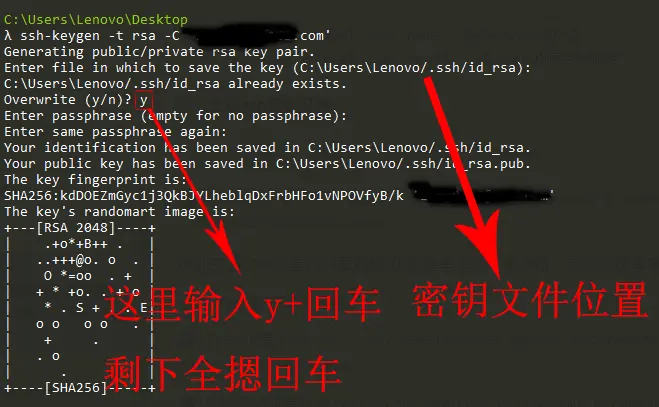 C:\Users\Lenovo\Desktop
λ ssh-keygen -t rsa -C .com'
Generating public/private rsa key pair.
Enter file in which to save the key (C:\Users\Lenovo/.ssh/id_rsa):
C:\Users\Lenovo/.ssh/id_rsa already exists.
Overwrite (y/n)? y
Enter passphrase (empty for no passphrase):
Enter same passphrase again:
Your identification has been saved in C:\Users\Lenovo/.ssh/id_rsa.
Your public key has been saved in C:\Users\Lenovo/.ssh/id_rsa.pub.
The key fingerprint is:
The key's randomart image is:
+---[RSA 2048]----+
| .+o*+B++ . |
| ..+++@o. o . |
| O *=oo . + |
| + * +o. . + o |
| * . S + . E|
| o o o o . |
| + . |
| . o |
| . |
+----[SHA256]-----+
这里输入y+回车 密钥文件位置
剩下全摁回车